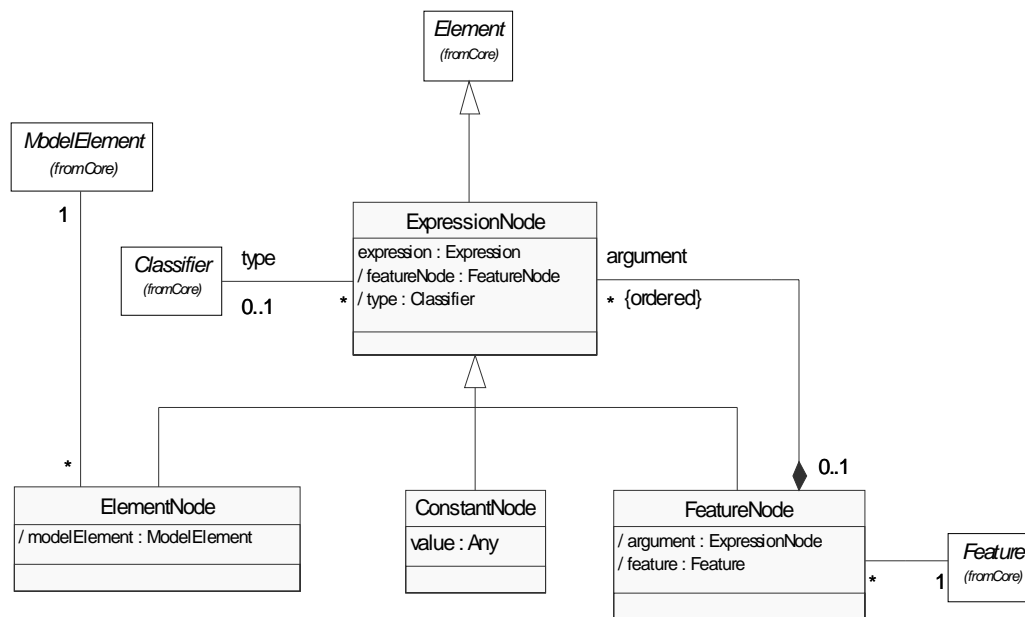 Element
(fromCore)
ModelElement
(fromCore)
1
ExpressionNode
expression : Expression
/ featureNode : FeatureNode
/ type : Classifier
Classifier
(fromCore)
type
0..1
*
argument
* {ordered}
*
0..1
ElementNode
/ modelElement : ModelElement
ConstantNode
value : Any
FeatureNode
/ argument : ExpressionNode
/ feature : Feature
*
1
Feature
(fromCore)